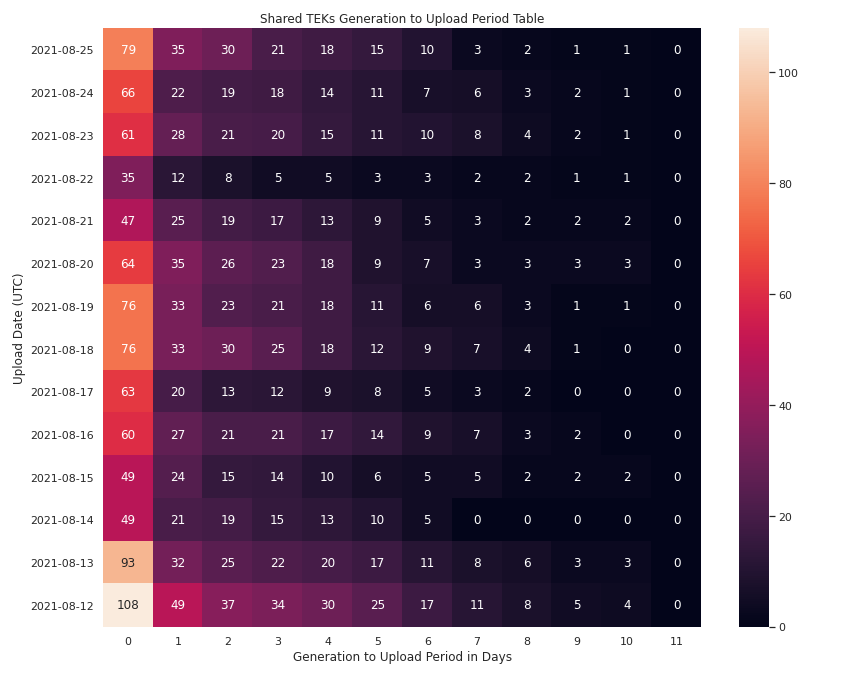 Shared TEKs Generation to Upload Period Table
Upload Date (UTC)
2021-08-25 79 35 30 21 18 15 10 3 2 1 1 0
2021-08-24 66 22 19 18 14 11 7 6 3 2 1 0
2021-08-23 61 28 21 20 15 11 10 8 4 2 1 0
2021-08-22 35 12 8 5 5 3 3 2 2 1 1 0
2021-08-21 47 25 19 17 13 9 5 3 2 2 2 0
2021-08-20 64 35 26 23 18 9 7 3 3 3 3 0
2021-08-19 76 33 23 21 18 11 6 6 3 1 1 0
2021-08-18 76 33 30 25 18 12 9 7 4 1 0 0
2021-08-17 63 20 13 12 9 8 5 3 2 0 0 0
2021-08-16 60 27 21 21 17 14 9 7 3 2 0 0
2021-08-15 49 24 15 14 10 6 5 5 2 2 2 0
2021-08-14 49 21 19 15 13 10 5 0 0 0 0 0
2021-08-13 93 32 25 22 20 17 11 8 6 3 3 0
2021-08-12 108 49 37 34 30 25 17 11 8 5 4 0
0 1 2 3 4 5 6 7 8 9 10 11
Generation to Upload Period in Days
100
80
60
40
20
0